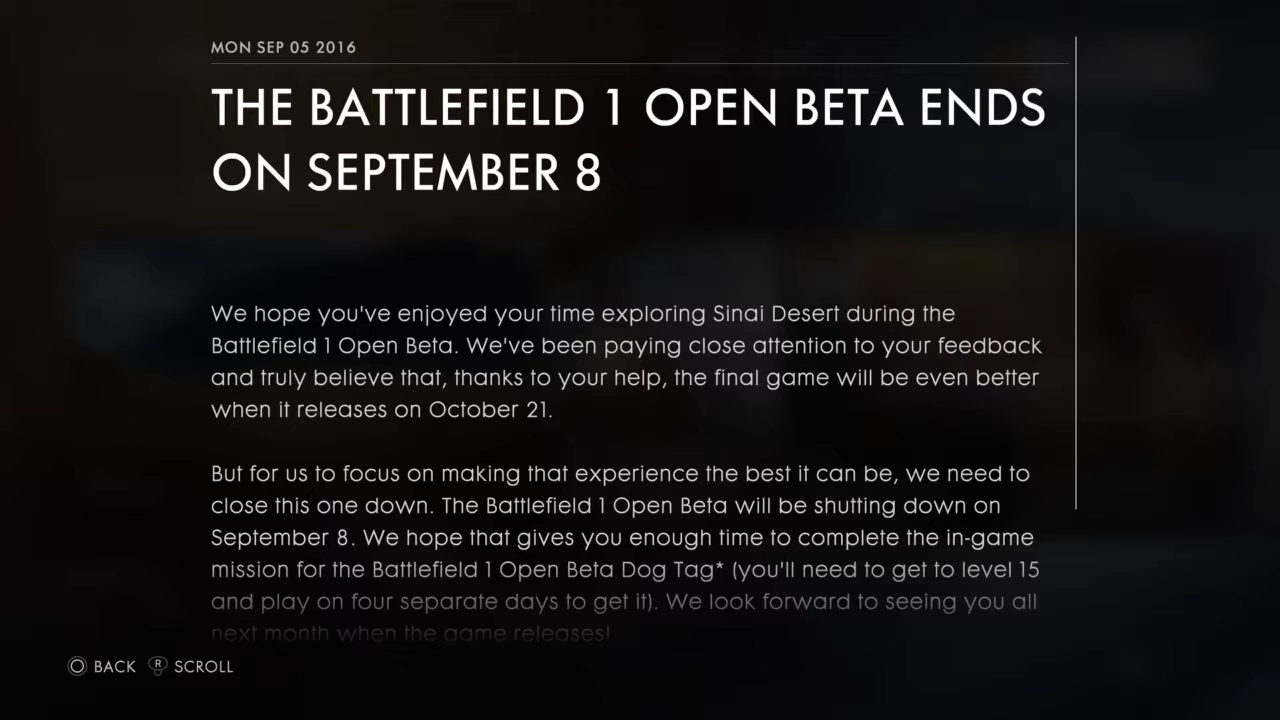 MON SEP 05 2016
THE BATTLEFIELD 1 OPEN BETA ENDS
ON SEPTEMBER 8
We hope you've enjoyed your time exploring Sinai Desert during the
Battlefield 1 Open Beta. We've been paying close attention to your feedback
and truly believe that, thanks to your help, the final game will be even better
when it releases on October 21.
But for us to focus on making that experience the best it can be, we need to
close this one down. The Battlefield 1 Open Beta will be shutting down on
September 8. We hope that gives you enough time to complete the in-game
mission for the Battlefield 1 Open Beta Dog Tag* (you'll need to get to level 15
and play on four separate days to get it). We look forward to seeing you all
next month when the game releases!
BACK R SCROLL